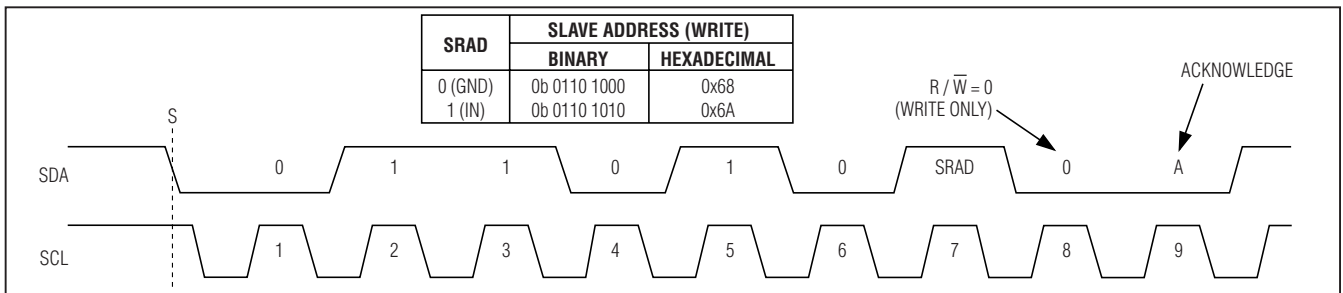 SRAD SLAVE ADDRESS (WRITE)
BINARY HEXADECIMAL
0 (GND) 0b 0110 1000 0x68
1 (IN) 0b 0110 1010 0x6A
R / W̅ = 0
(WRITE ONLY)
ACKNOWLEDGE
S
SDA 0 1 1 0 1 0 SRAD 0 A
SCL 1 2 3 4 5 6 7 8 9